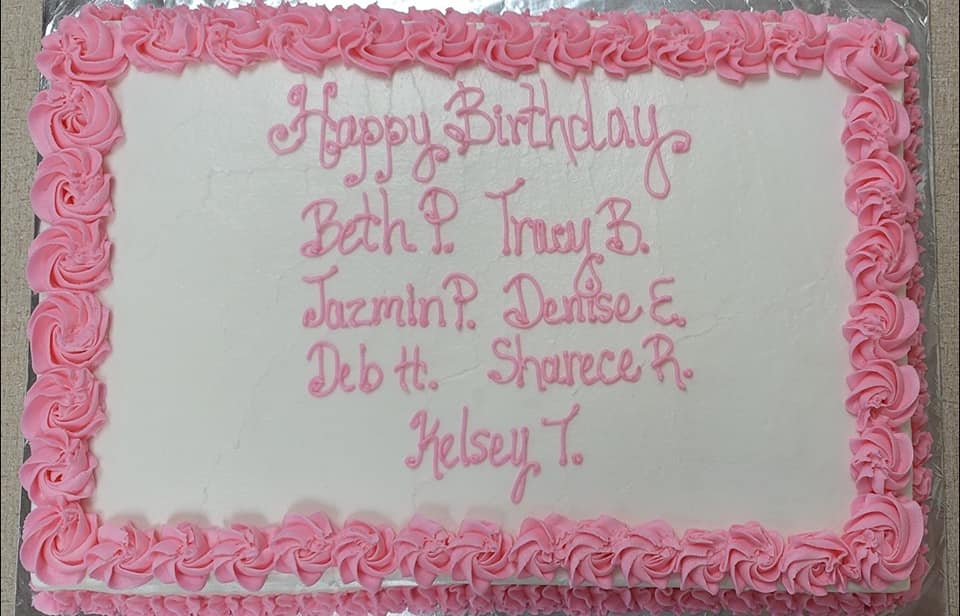 Happy Birthday
Beth P. Tracy B.
Jazmin P. Denise E.
Deb H. Sharece R.
Kelsey T.